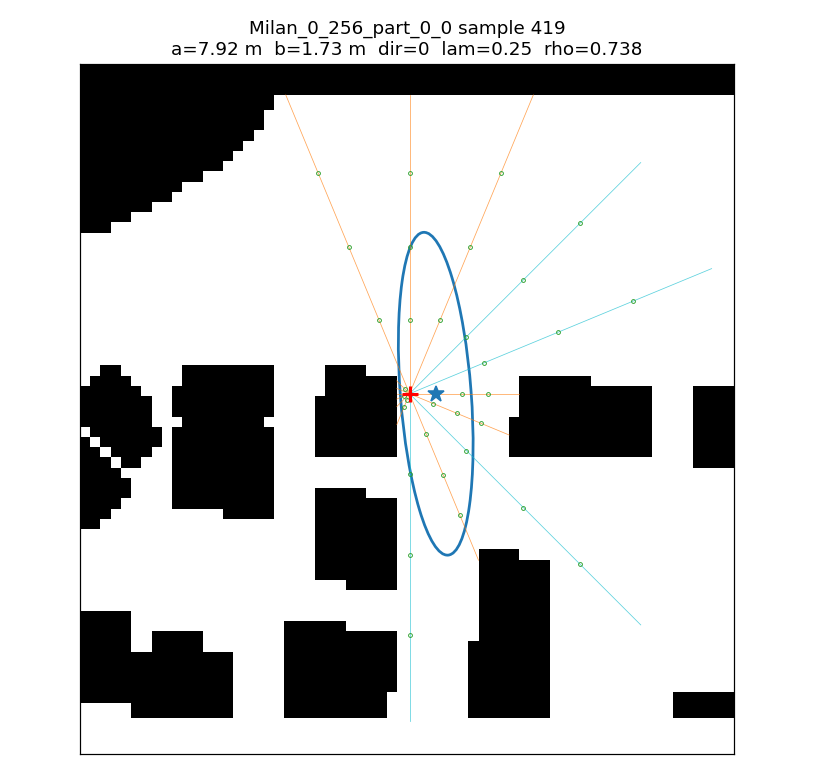 Milan_0_256_part_0_0 sample 419
a=7.92 m  b=1.73 m  dir=0  lam=0.25  rho=0.738